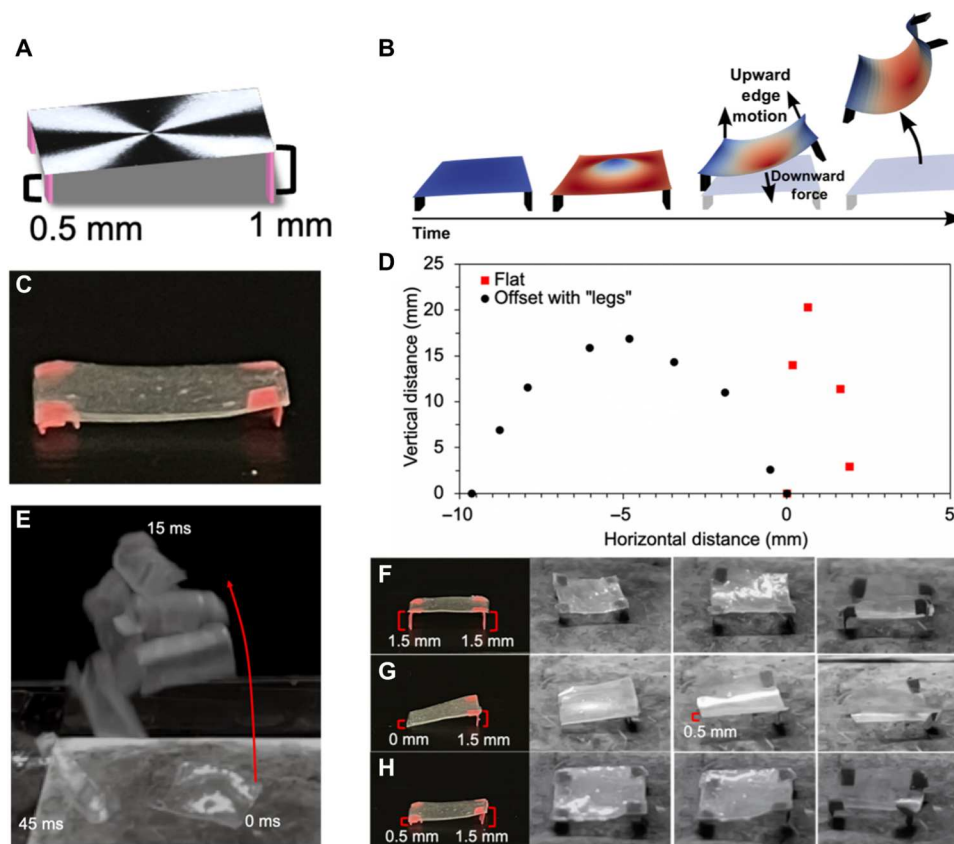 A
0.5 mm
1 mm
B
Upward
edge
motion
Downward
force
Time
C
D
Flat
Offset with "legs"
Vertical distance (mm)
25
20
15
10
5
0
−10
−5
0
5
Horizontal distance (mm)
E
15 ms
45 ms
0 ms
F
1.5 mm
1.5 mm
G
0 mm
1.5 mm
0.5 mm
H
0.5 mm
1.5 mm